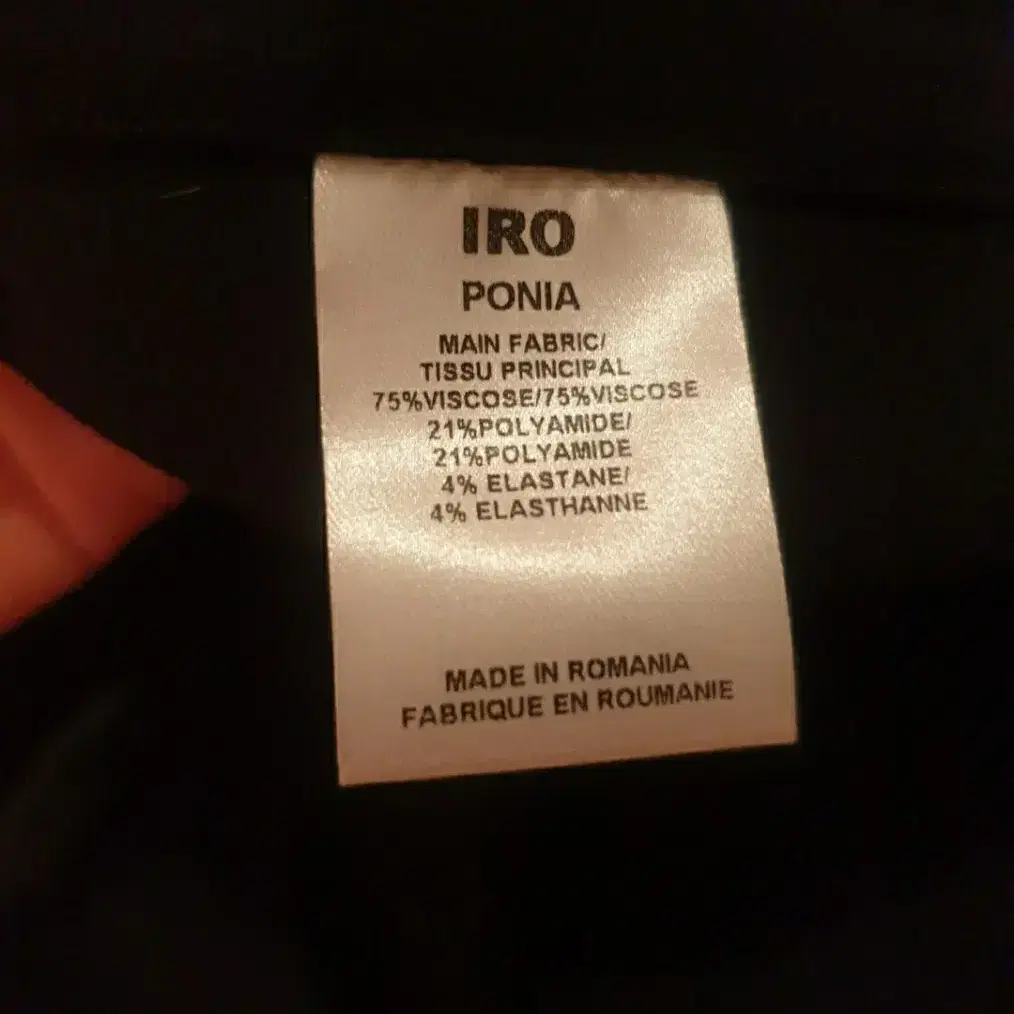 IRO
PONIA
MAIN FABRIC/
TISSU PRINCIPAL
75%VISCOSE/75%VISCOSE
21%POLYAMIDE/
21%POLYAMIDE
4% ELASTANE/
4% ELASTHANNE
MADE IN ROMANIA
FABRIQUE EN ROUMANIE